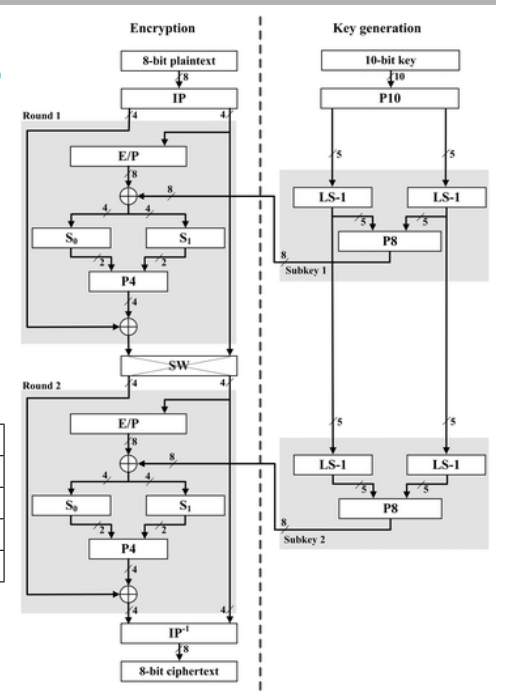 Encryption
Key generation
8-bit plaintext
10-bit key
8
10
IP
P10
Round 1
4
4
E/P
5
5
8
8
LS-1
LS-1
4
4
5
5
S₀
S₁
P8
2
2
8
Subkey 1
P4
4
SW
4
4
Round 2
E/P
5
5
8
8
LS-1
LS-1
4
4
5
5
S₀
S₁
P8
2
2
8
Subkey 2
P4
4
4
4
IP⁻¹
8
8-bit ciphertext